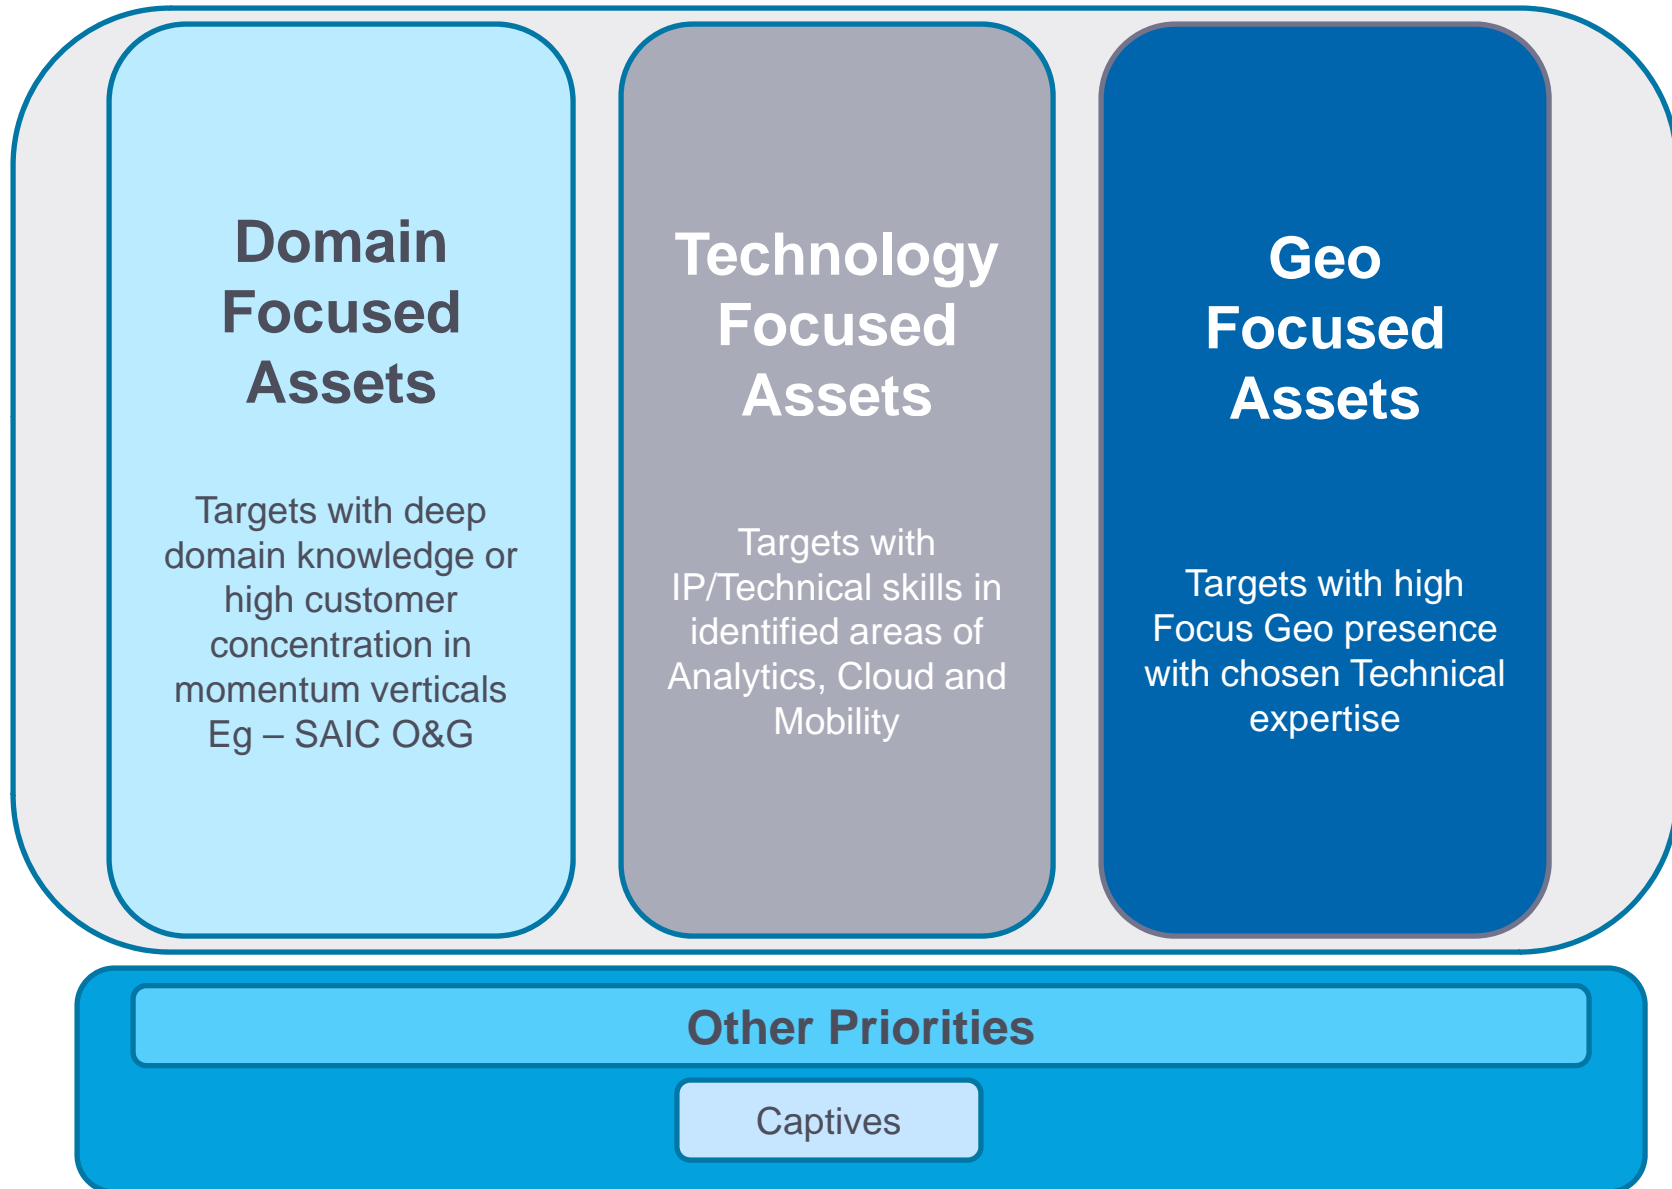 Domain
Focused
Assets
Targets with deep
domain knowledge or
high customer
concentration in
momentum verticals
Eg – SAIC O&G
Technology
Focused
Assets
Targets with
IP/Technical skills in
identified areas of
Analytics, Cloud and
Mobility
Geo
Focused
Assets
Targets with high
Focus Geo presence
with chosen Technical
expertise
Other Priorities
Captives